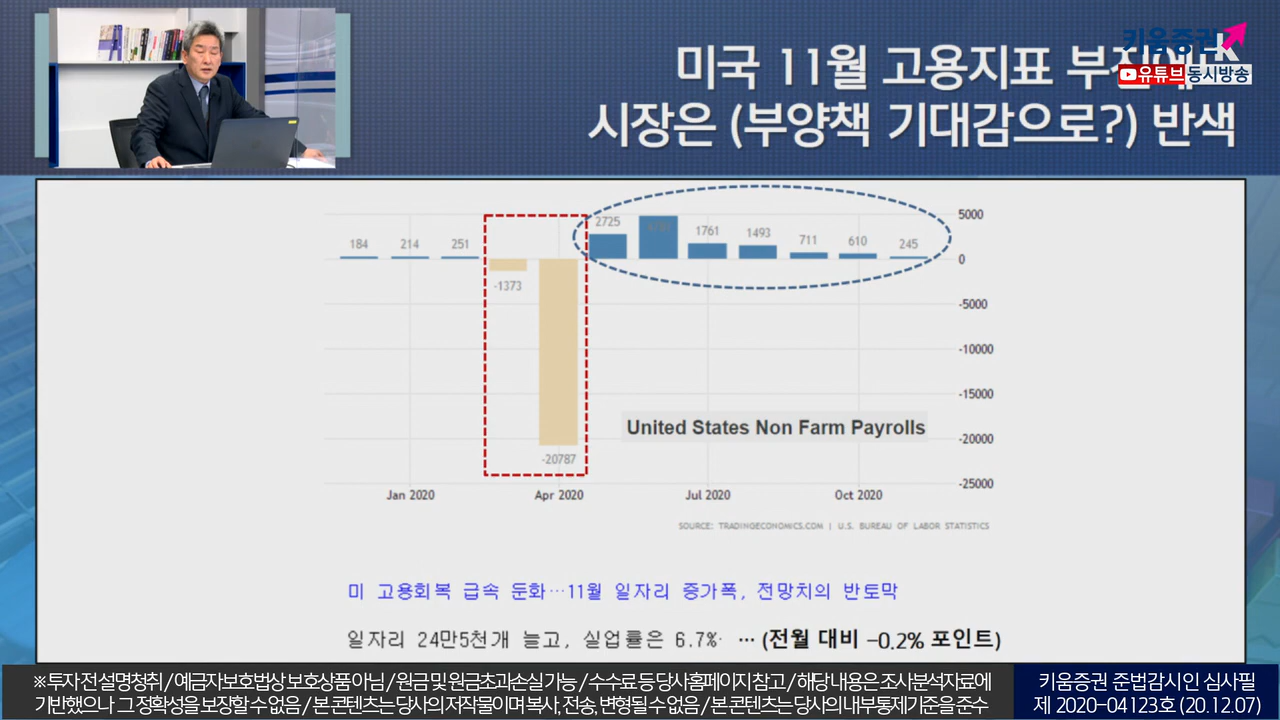 키움증권
유튜브 동시방송
미국 11월 고용지표
시장은 (부양책 기대감으로?) 반색
5000
0
-5000
-10000
-15000
-20000
-25000
184
214
251
-1373
-20787
2725
1761
1493
711
610
245
United States Non Farm Payrolls
Jan 2020
Apr 2020
Jul 2020
Oct 2020
SOURCE: TRADINGECONOMICS.COM | U.S. BUREAU OF LABOR STATISTICS
미 고용회복 급속 둔화…11월 일자리 증가폭, 전망치의 반토막
일자리 24만5천개 늘고, 실업률은 6.7%· … (전월 대비 -0.2% 포인트)
※ 투자 전 설명청취 / 예금자보호법상 보호상품 아님 / 원금 및 원금초과손실 가능 / 수수료 등 당사홈페이지 참고 / 해당 내용은 조사분석자료에
기반했으나 그 정확성을 보장할 수 없음 / 본 콘텐츠는 당사의 저작물이며 복사, 전송, 변형될 수 없음 / 본 콘텐츠는 당사의 내부통제기준을 준수
키움증권 준법감시인 심사필
제 2020-04123호 (20.12.07)